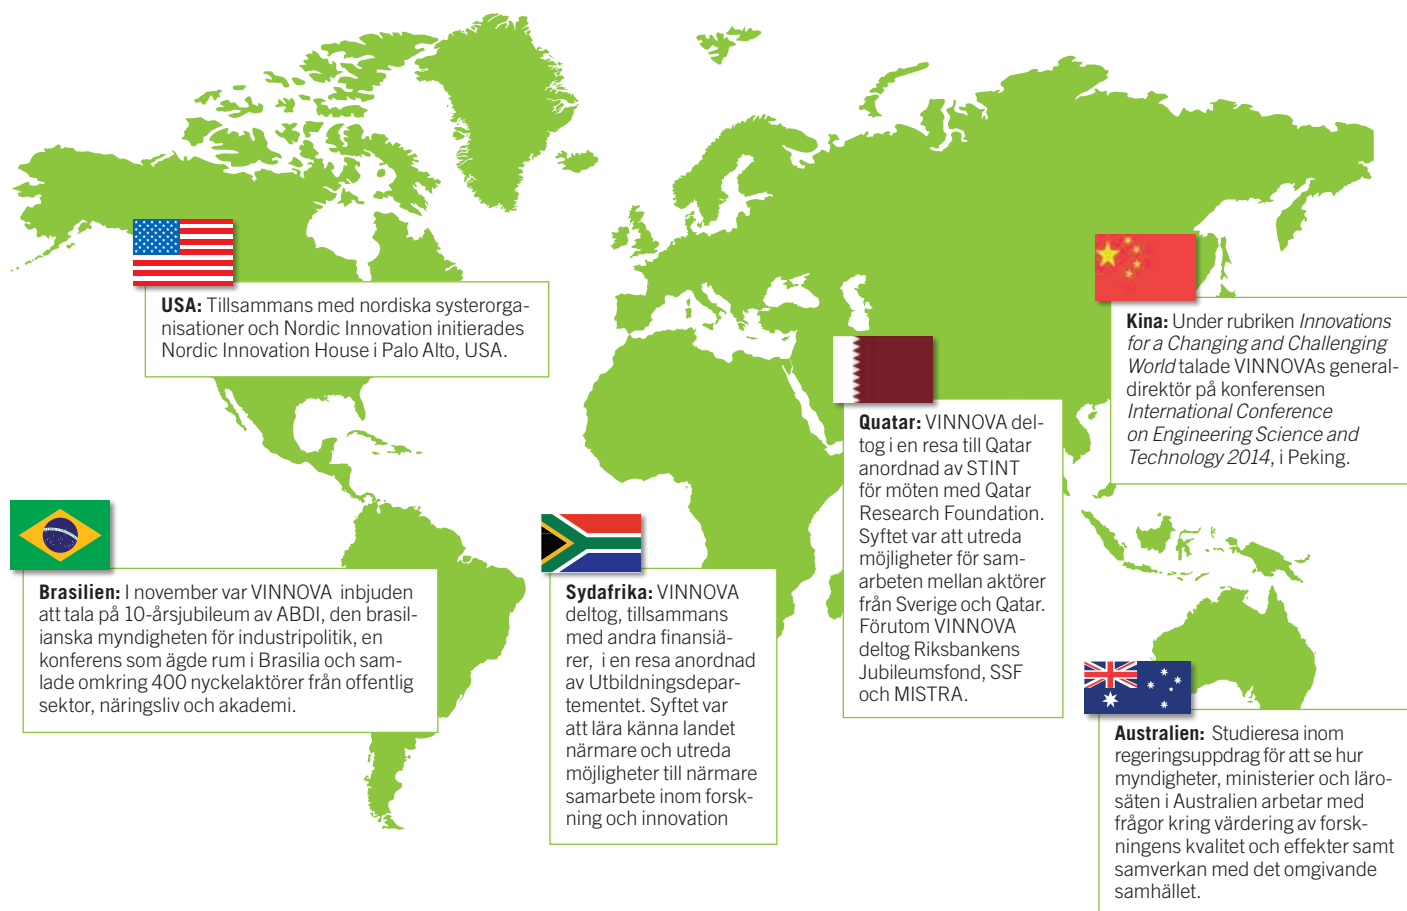 USA: Tillsammans med nordiska systerorga-
nisationer och Nordic Innovation initierades
Nordic Innovation House i Palo Alto, USA.
Kina: Under rubriken Innovations
for a Changing and Challenging
World talade VINNOVAs general-
direktör på konferensen
International Conference
on Engineering Science and
Technology 2014, i Peking.
Quatar: VINNOVA del-
tog i en resa till Qatar
anordnad av STINT
för möten med Qatar
Research Foundation.
Syftet var att utreda
möjligheter för sam-
arbeten mellan aktörer
från Sverige och Qatar.
Förutom VINNOVA
deltog Riksbankens
Jubileumsfond, SSF
och MISTRA.
Brasilien: I november var VINNOVA inbjuden
att tala på 10-årsjubileum av ABDI, den brasil-
ianska myndigheten för industripolitik, en
konferens som ägde rum i Brasilia och sam-
lade omkring 400 nyckelaktörer från offentlig
sektor, näringsliv och akademi.
Sydafrika: VINNOVA
deltog, tillsammans
med andra finansiä-
rer, i en resa anordnad
av Utbildningsdepar-
tementet. Syftet var
att lära känna landet
närmare och utreda
möjligheter till närmare
samarbete inom forsk-
ning och innovation
Australien: Studieresa inom
regeringsuppdrag för att se hur
myndigheter, ministerier och läro-
säten i Australien arbetar med
frågor kring värdering av forsk-
ningens kvalitet och effekter samt
samverkan med det omgivande
samhället.